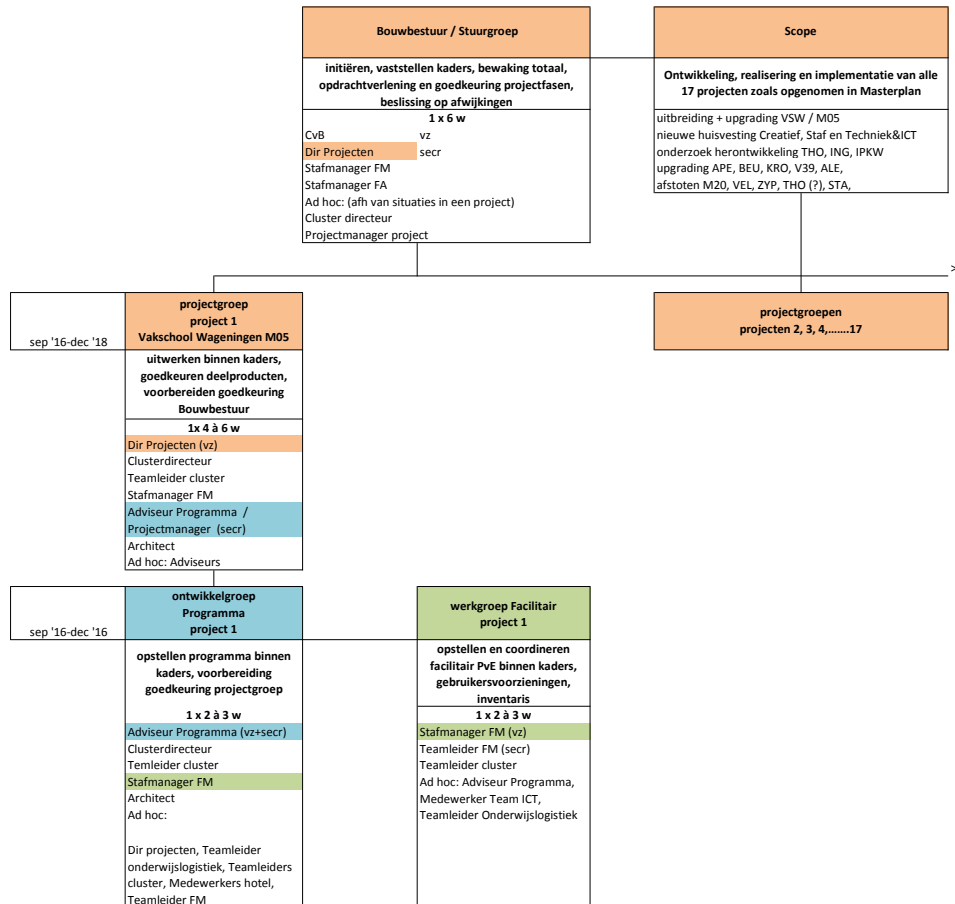 Bouwbestuur / Stuurgroep
initiëren, vaststellen kaders, bewaking totaal,
opdrachtverlening en goedkeuring projectfasen,
beslissing op afwijkingen
1 x 6 w
CvB vz
Dir Projecten secr
Stafmanager FM
Stafmanager FA
Ad hoc: (afh van situaties in een project)
Cluster directeur
Projectmanager project
Scope
Ontwikkeling, realisering en implementatie van alle
17 projecten zoals opgenomen in Masterplan
uitbreiding + upgrading VSW / M05
nieuwe huisvesting Creatief, Staf en Techniek&ICT
onderzoek herontwikkeling THO, ING, IPKW
upgrading APE, BEU, KRO, V39, ALE,
afstoten M20, VEL, ZYP, THO (?), STA,
>
sep '16-dec '18
projectgroep
project 1
Vakschool Wageningen M05
uitwerken binnen kaders,
goedkeuren deelproducten,
voorbereiden goedkeuring
Bouwbestuur
1x 4 à 6 w
Dir Projecten (vz)
Clusterdirecteur
Teamleider cluster
Stafmanager FM
Adviseur Programma /
Projectmanager (secr)
Architect
Ad hoc: Adviseurs
projectgroepen
projecten 2, 3, 4,.......17
sep '16-dec '16
ontwikkelgroep
Programma
project 1
opstellen programma binnen
kaders, voorbereiding
goedkeuring projectgroep
1 x 2 à 3 w
Adviseur Programma (vz+secr)
Clusterdirecteur
Temleider cluster
Stafmanager FM
Architect
Ad hoc:
Dir projecten, Teamleider
onderwijslogistiek, Teamleiders
cluster, Medewerkers hotel,
Teamleider FM
werkgroep Facilitair
project 1
opstellen en coordineren
facilitair PvE binnen kaders,
gebruikersvoorzieningen,
inventaris
1 x 2 à 3 w
Stafmanager FM (vz)
Teamleider FM (secr)
Teamleider cluster
Ad hoc: Adviseur Programma,
Medewerker Team ICT,
Teamleider Onderwijslogistiek